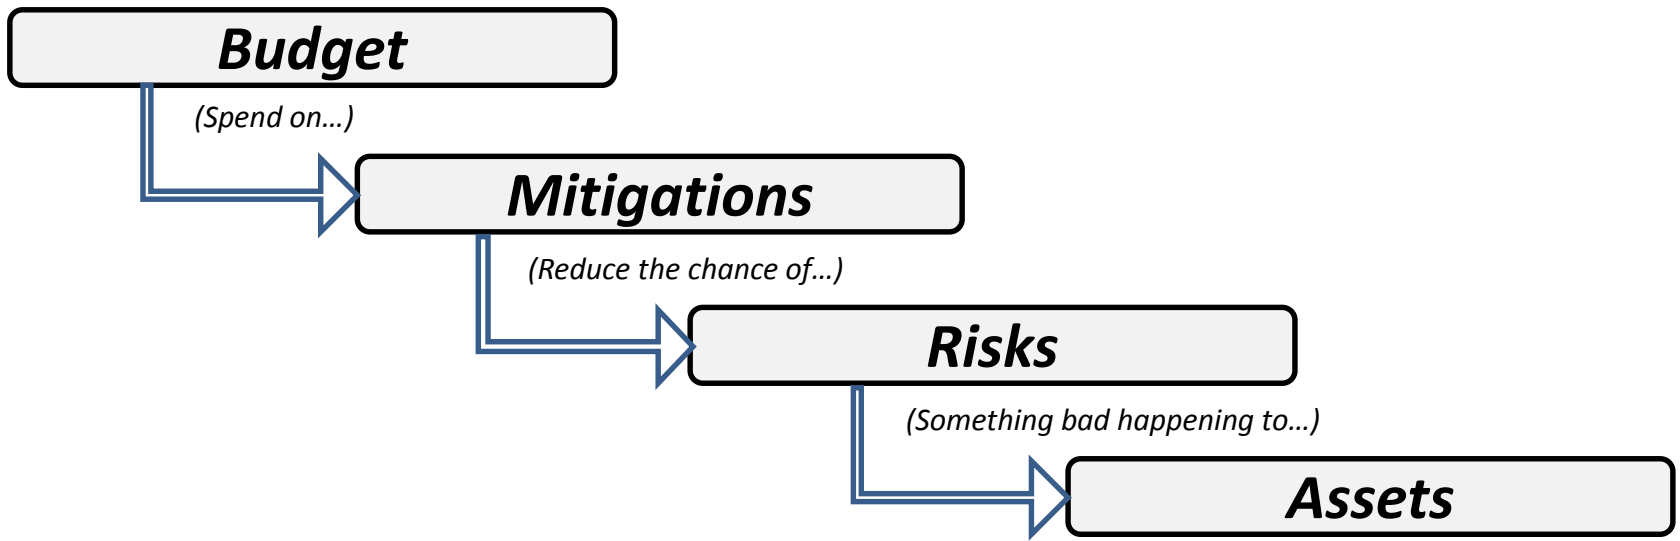 Budget
(Spend on…)
Mitigations
(Reduce the chance of…)
Risks
(Something bad happening to…)
Assets